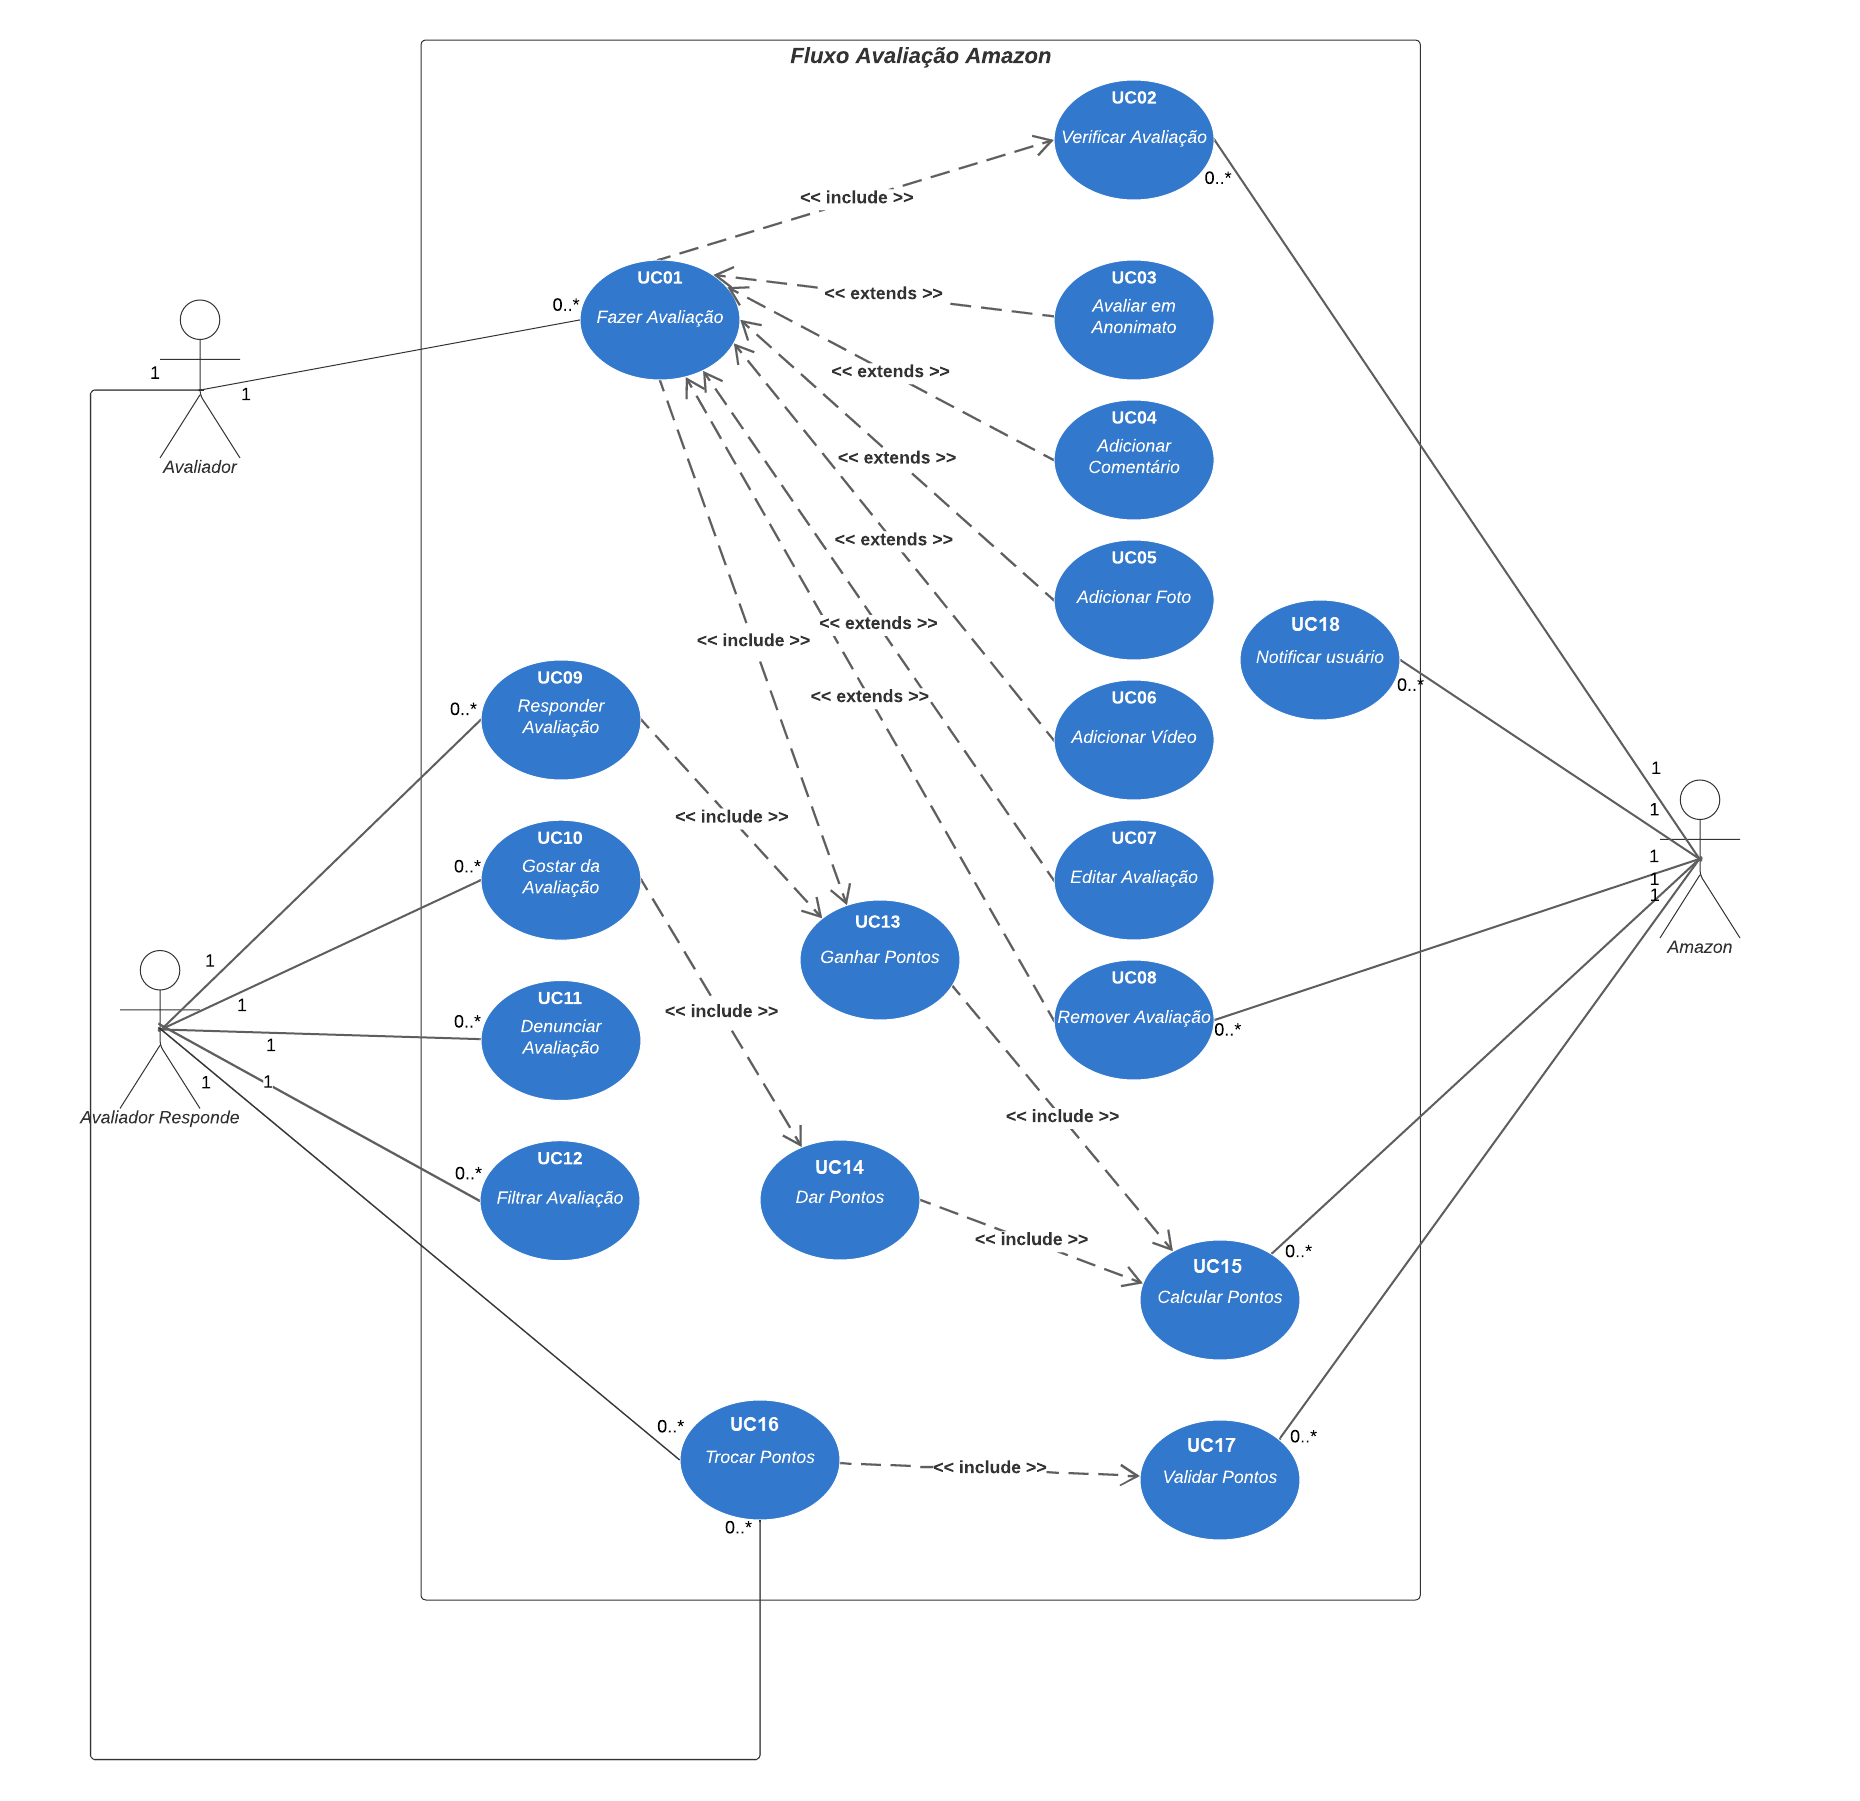 Fluxo Avaliação Amazon
UC02
Verificar Avaliação
0..*
<< include >>
UC01
Fazer Avaliação
0..*
UC03
Avaliar em
Anonimato
<< extends >>
1
1
Avaliador
<< extends >>
UC04
Adicionar
Comentário
<< extends >>
<< extends >>
UC05
Adicionar Foto
<< extends >>
<< include >>
UC18
Notificar usuário
0..*
<< extends >>
UC09
Responder
Avaliação
0..*
UC06
Adicionar Vídeo
1
1
1
1
1
Amazon
<< include >>
UC10
Gostar da
Avaliação
0..*
UC07
Editar Avaliação
UC13
Ganhar Pontos
UC08
Remover Avaliação
0..*
1
1
1
1
1
Avaliador Responde
UC11
Denunciar
Avaliação
0..*
<< include >>
<< include >>
UC12
Filtrar Avaliação
0..*
UC14
Dar Pontos
<< include >>
UC15
Calcular Pontos
0..*
UC16
Trocar Pontos
0..*
0..*
<< include >>
UC17
Validar Pontos
0..*